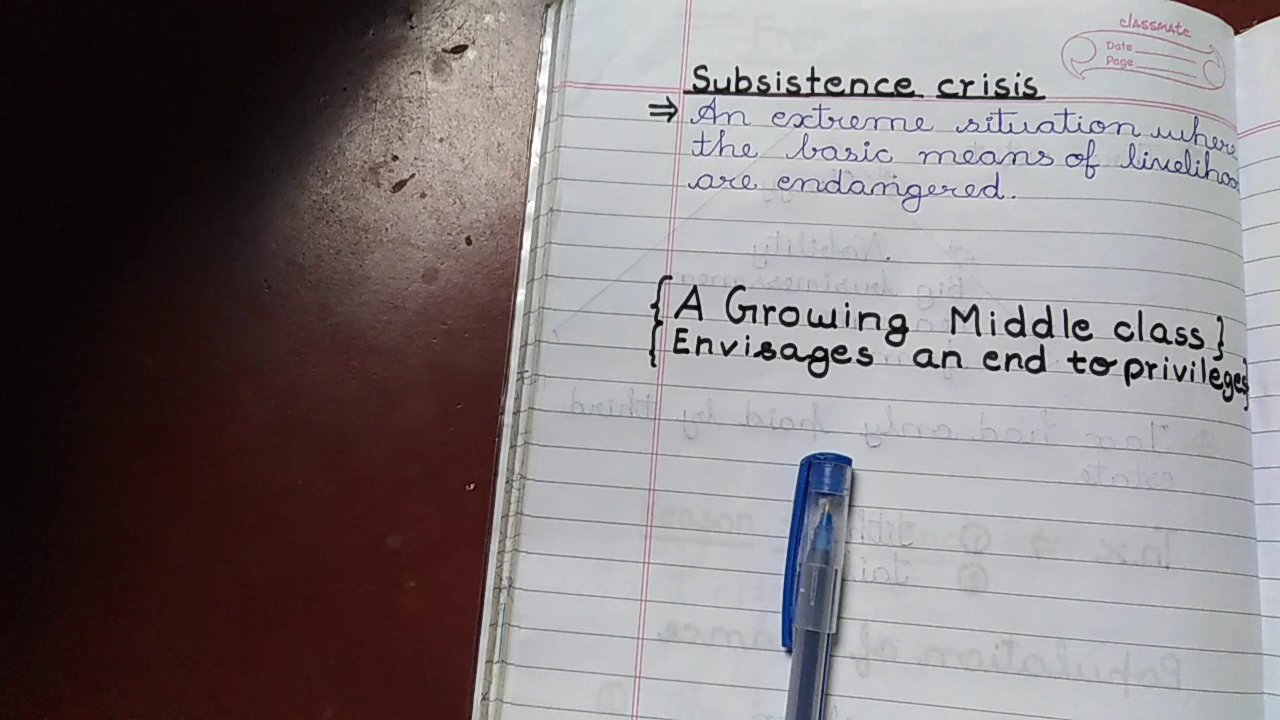 classmate
Date
Page
Subsistence crisis
⇒ An extreme situation where
the basic means of livelihoo
are endangered.
{A Growing Middle class}
{Envisages an end to privileges}